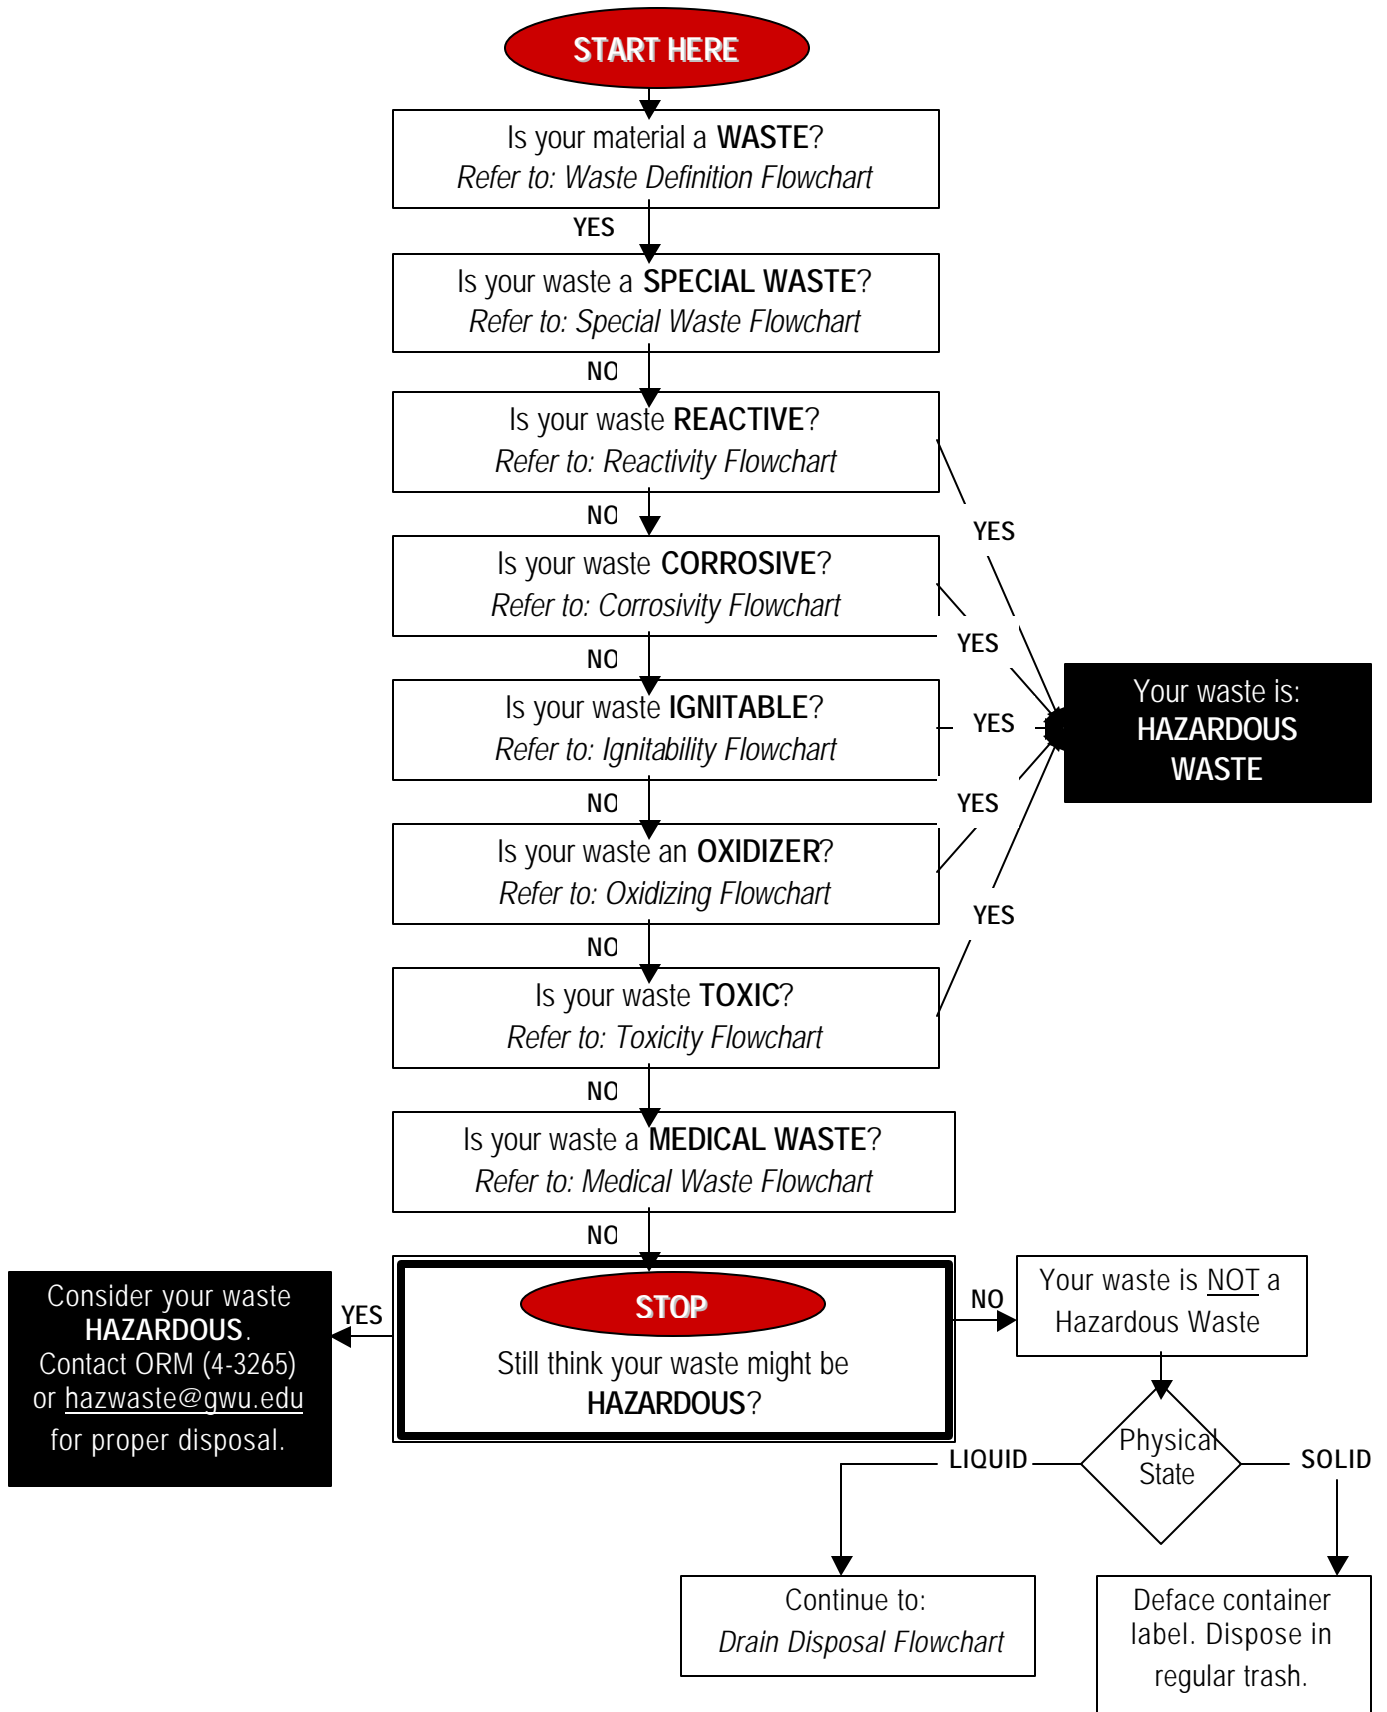 START HERE
Is your material a WASTE?
Refer to: Waste Definition Flowchart
YES
Is your waste a SPECIAL WASTE?
Refer to: Special Waste Flowchart
NO
Is your waste REACTIVE?
Refer to: Reactivity Flowchart
NO
YES
Is your waste CORROSIVE?
Refer to: Corrosivity Flowchart
NO
YES
Is your waste IGNITABLE?
Refer to: Ignitability Flowchart
YES
Your waste is:
HAZARDOUS
WASTE
NO
YES
Is your waste an OXIDIZER?
Refer to: Oxidizing Flowchart
NO
YES
Is your waste TOXIC?
Refer to: Toxicity Flowchart
NO
Is your waste a MEDICAL WASTE?
Refer to: Medical Waste Flowchart
NO
STOP
Still think your waste might be
HAZARDOUS?
YES
Consider your waste
HAZARDOUS.
Contact ORM (4-3265)
or hazwaste@gwu.edu
for proper disposal.
NO
Your waste is NOT a
Hazardous Waste
Physical
State
LIQUID
SOLID
Continue to:
Drain Disposal Flowchart
Deface container
label. Dispose in
regular trash.